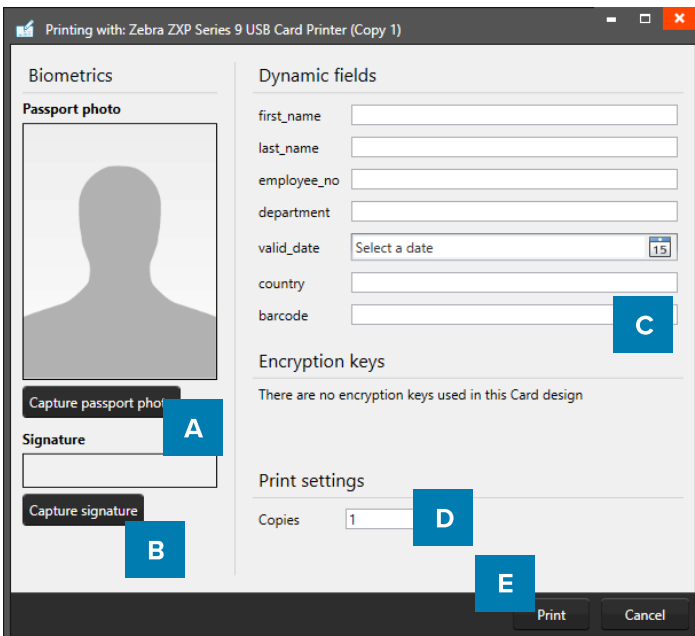 Printing with: Zebra ZXP Series 9 USB Card Printer (Copy 1)
Biometrics
Passport photo
Capture passport phot
A
Signature
Capture signature
B
Dynamic fields
first_name
last_name
employee_no
department
valid_date Select a date 15
country
barcode
C
Encryption keys
There are no encryption keys used in this Card design
Print settings
Copies 1
D
E
Print Cancel